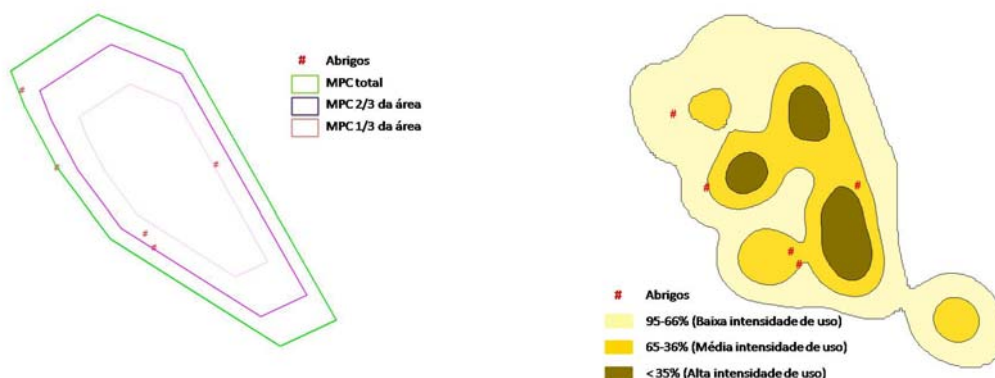 # Abrigos
MPC total
MPC 2/3 da área
MPC 1/3 da área
# Abrigos
95-66% (Baixa intensidade de uso)
65-36% (Média intensidade de uso)
< 35% (Alta intensidade de uso)